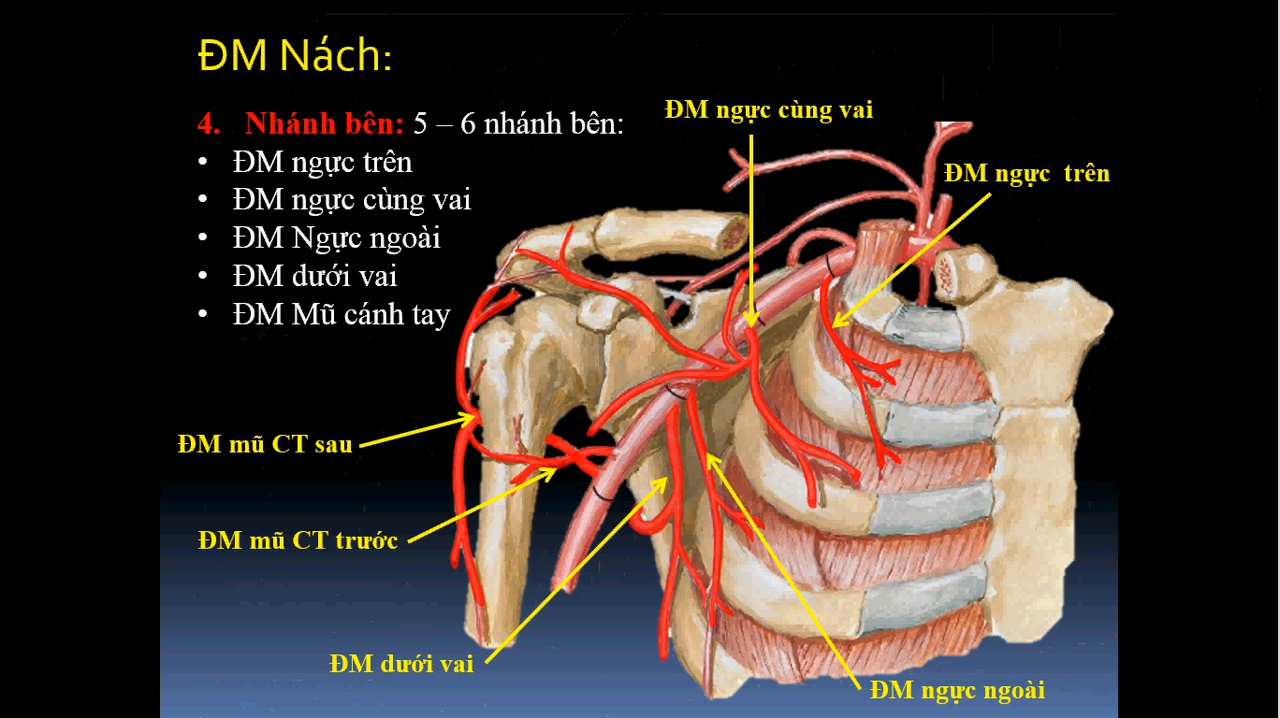 ĐM Nách:
4. Nhánh bên: 5 – 6 nhánh bên:
• ĐM ngực trên
• ĐM ngực cùng vai
• ĐM Ngực ngoài
• ĐM dưới vai
• ĐM Mũ cánh tay
ĐM ngực cùng vai
ĐM ngực trên
ĐM mũ CT sau
ĐM mũ CT trước
ĐM dưới vai
ĐM ngực ngoài